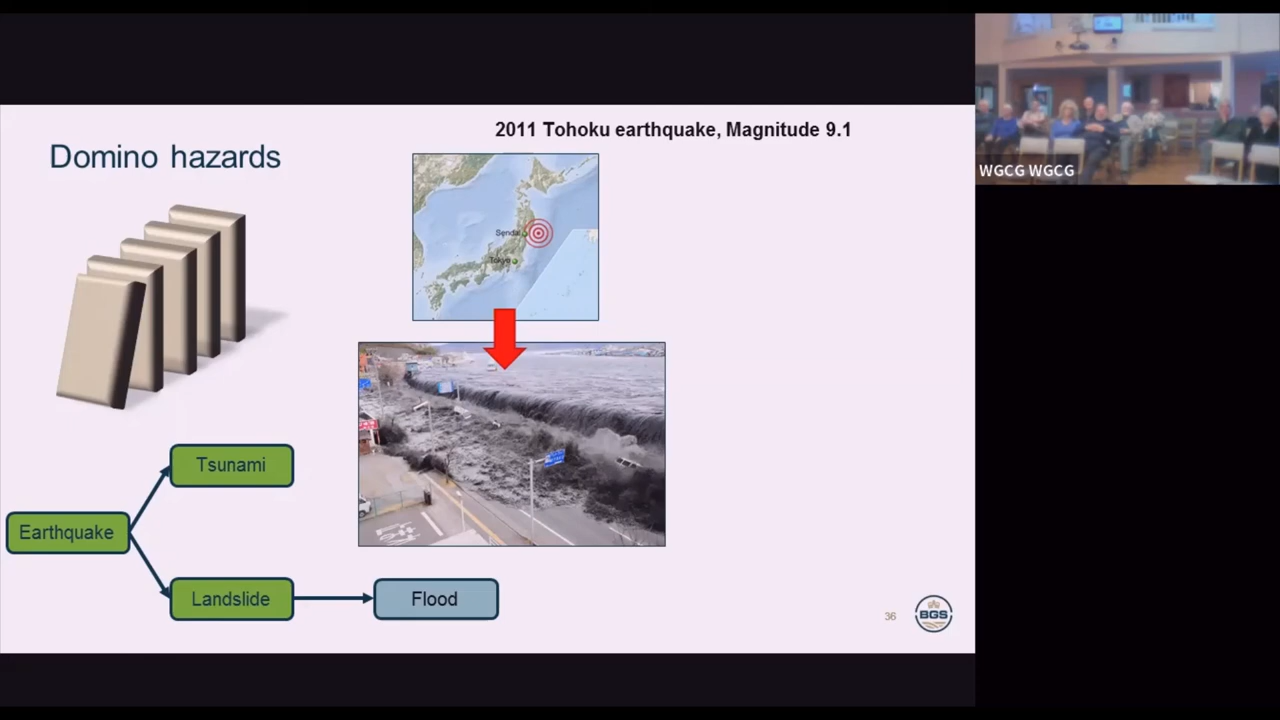 2011 Tohoku earthquake, Magnitude 9.1
Domino hazards
Sendai
Tokyo
Tsunami
Earthquake
Landslide
Flood
36
BGS
WGCG WGCG